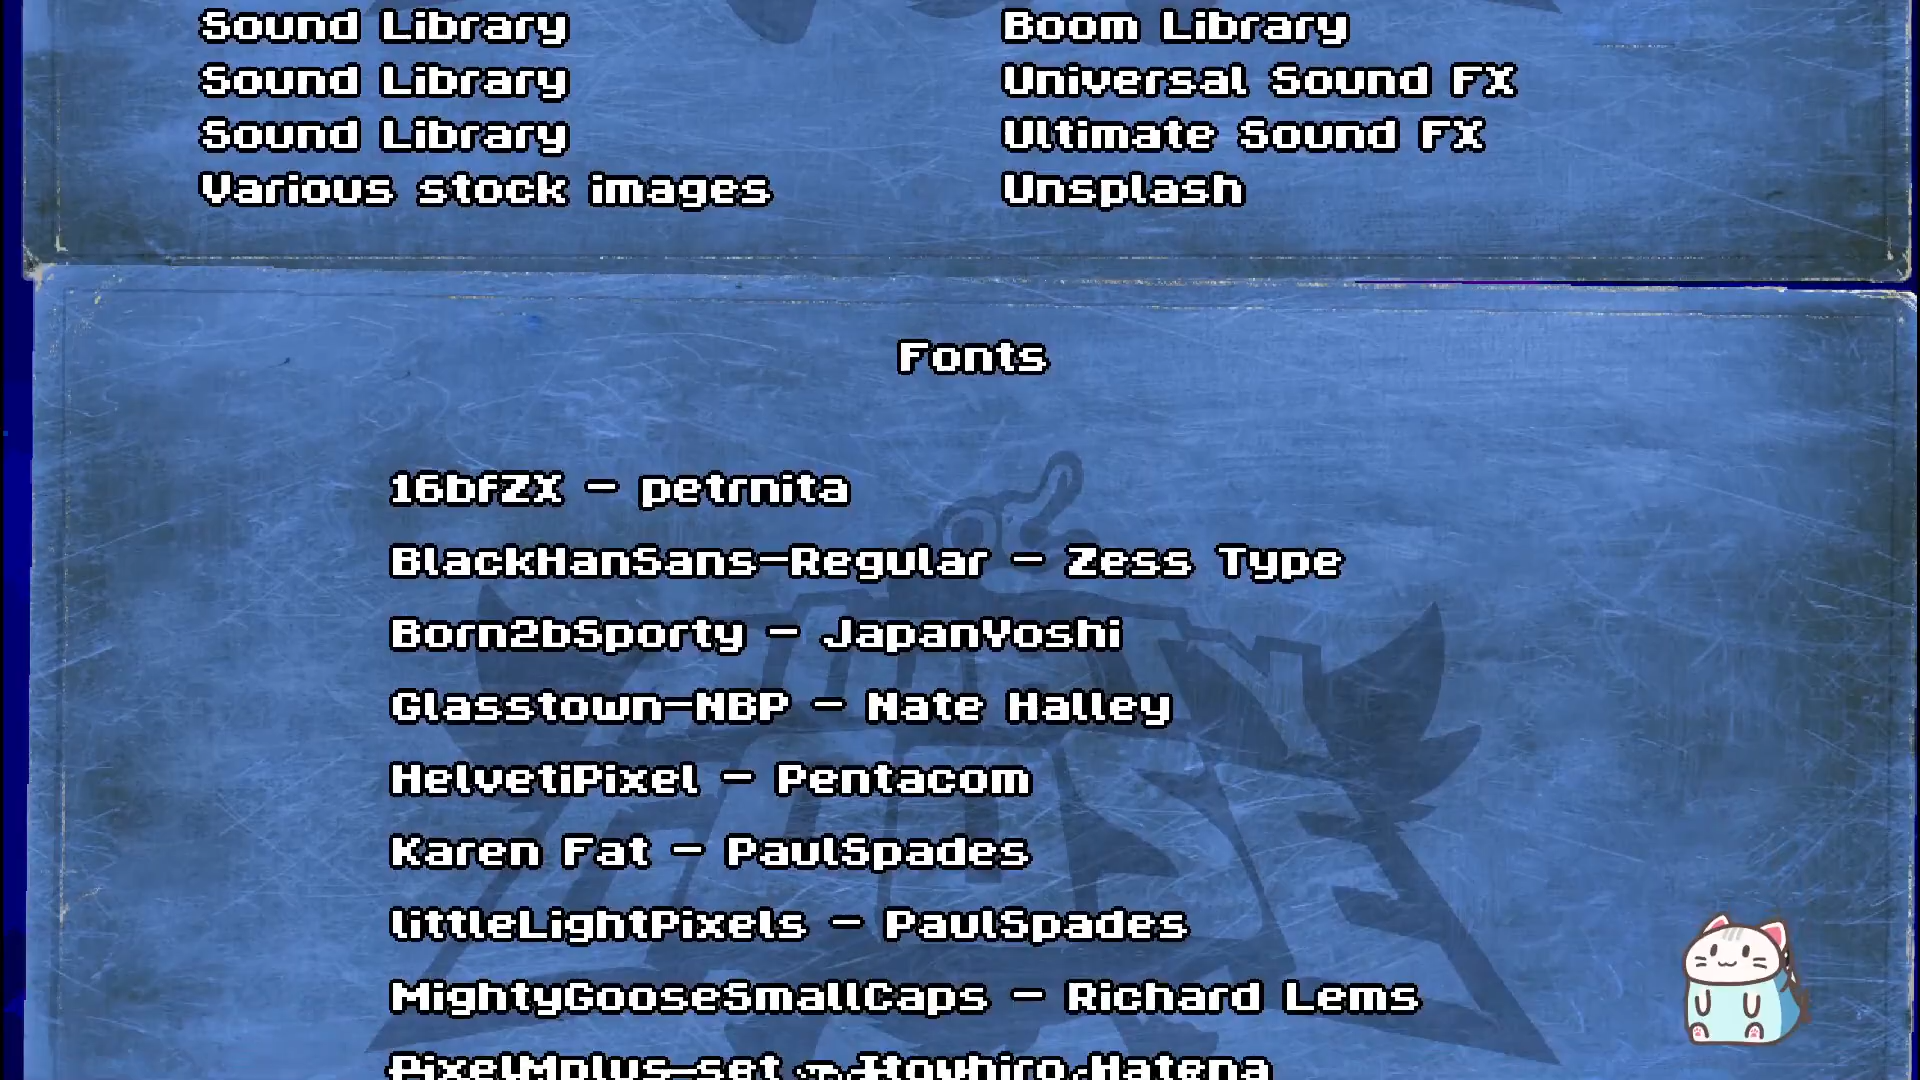 Sound Library Boom Library
Sound Library Universal Sound FX
Sound Library Ultimate Sound FX
Various stock images Unsplash
Fonts
16bfZX - petrnita
BlackHanSans-Regular - Zess Type
Born2bSporty - JapanYoshi
Glasstown-NBP - Nate Halley
HelvetiPixel - Pentacom
Karen Fat - PaulSpades
littleLightPixels - PaulSpades
MightyGooseSmallCaps - Richard Lems